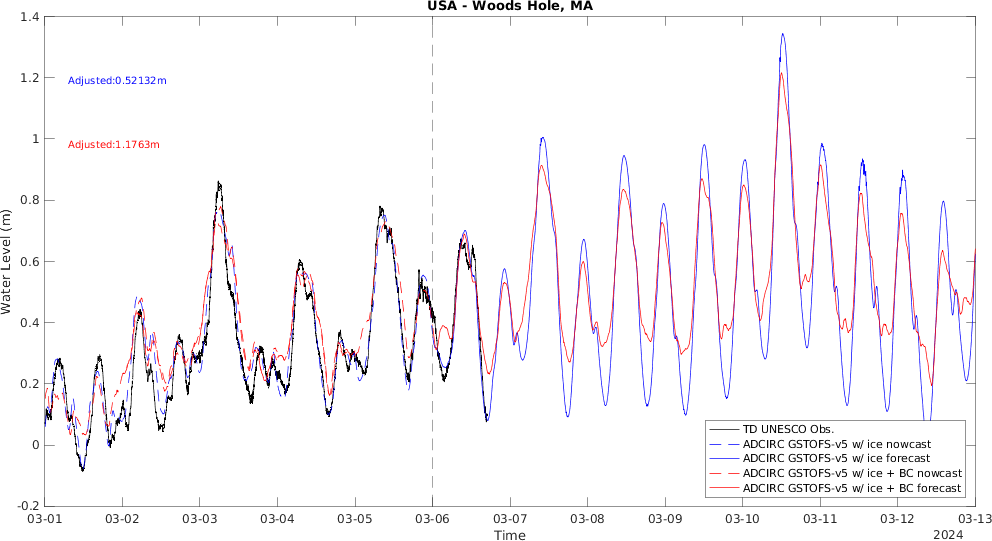 USA - Woods Hole, MA
1.4
1.2
1
0.8
0.6
0.4
0.2
0
-0.2
Water Level (m)
Adjusted:0.52132m
Adjusted:1.1763m
TD UNESCO Obs.
ADCIRC GSTOFS-v5 w/ ice nowcast
ADCIRC GSTOFS-v5 w/ ice forecast
ADCIRC GSTOFS-v5 w/ ice + BC nowcast
ADCIRC GSTOFS-v5 w/ ice + BC forecast
03-01 03-02 03-03 03-04 03-05 03-06 03-07 03-08 03-09 03-10 03-11 03-12 03-13
Time
2024